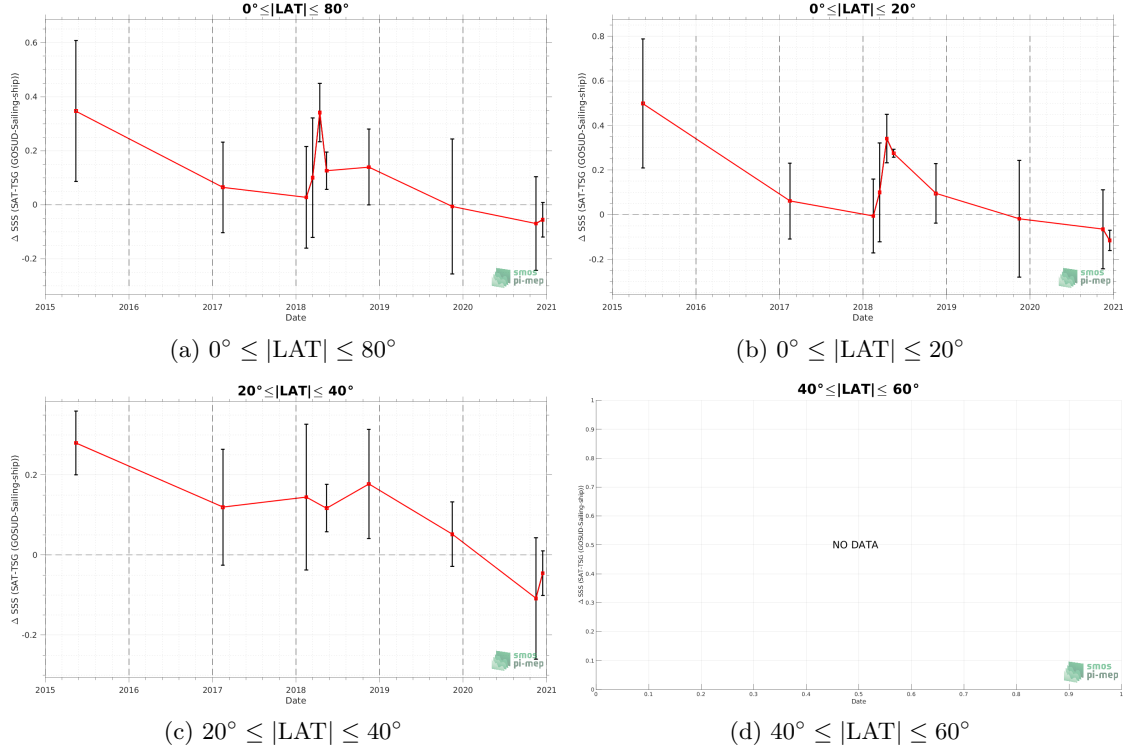 0°≤|LAT|≤ 80°
Δ SSS (SAT-TSG (GOSUD-Sailing-ship))
0.6
0.4
0.2
0
-0.2
2015 2016 2017 2018 2019 2020 2021
Date
smos
pi-mep
(a) 0° ≤ |LAT| ≤ 80°
0°≤|LAT|≤ 20°
Δ SSS (SAT-TSG (GOSUD-Sailing-ship))
0.8
0.6
0.4
0.2
0
-0.2
2015 2016 2017 2018 2019 2020 2021
Date
smos
pi-mep
(b) 0° ≤ |LAT| ≤ 20°
20°≤|LAT|≤ 40°
Δ SSS (SAT-TSG (GOSUD-Sailing-ship))
0.2
0
-0.2
2015 2016 2017 2018 2019 2020 2021
Date
smos
pi-mep
(c) 20° ≤ |LAT| ≤ 40°
40°≤|LAT|≤ 60°
Δ SSS (SAT-TSG (GOSUD-Sailing-ship))
1
0.9
0.8
0.7
0.6
0.5
0.4
0.3
0.2
0.1
0
NO DATA
0 0.1 0.2 0.3 0.4 0.5 0.6 0.7 0.8 0.9 1
Date
smos
pi-mep
(d) 40° ≤ |LAT| ≤ 60°